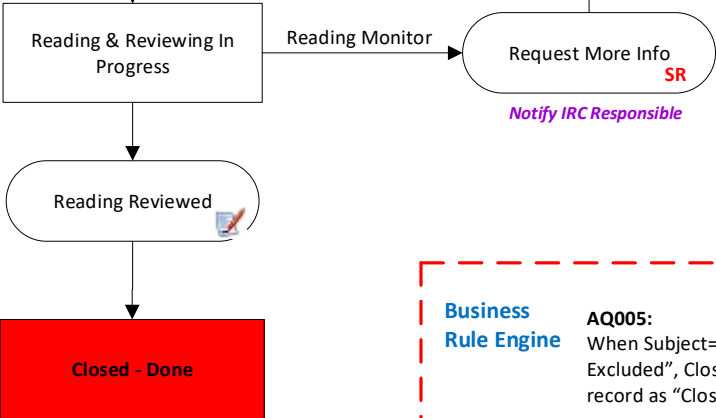 Reading & Reviewing In
Progress
Reading Monitor
Request More Info
SR
Notify IRC Responsible
Reading Reviewed
Closed - Done
Business
Rule Engine
AQ005:
When Subject=
Excluded”, Clos
record as “Clos